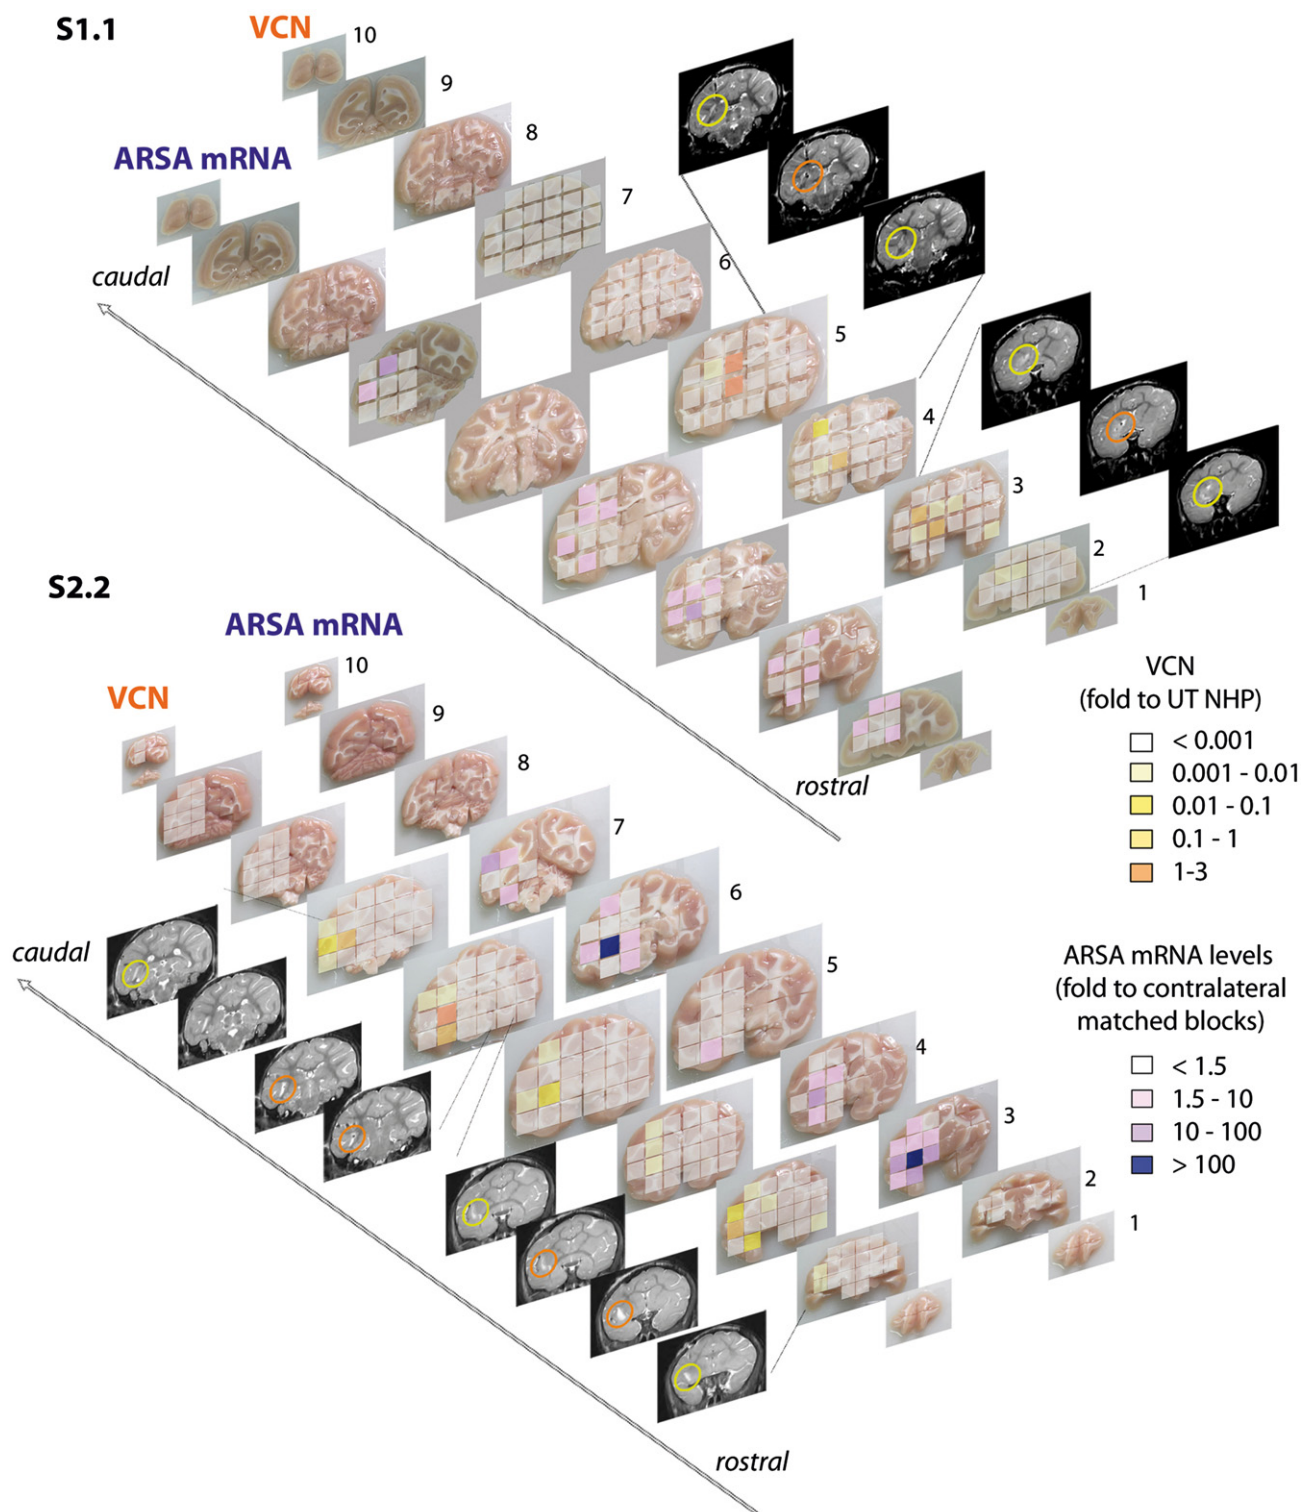 S1.1
VCN
10
9
8
7
6
5
4
3
2
1
ARSA mRNA
caudal
rostral
S2.2
ARSA mRNA
VCN
10
9
8
7
6
5
4
3
2
1
caudal
rostral
VCN
(fold to UT NHP)
< 0.001
0.001 - 0.01
0.01 - 0.1
0.1 - 1
1-3
ARSA mRNA levels
(fold to contralateral
matched blocks)
< 1.5
1.5 - 10
10 - 100
> 100